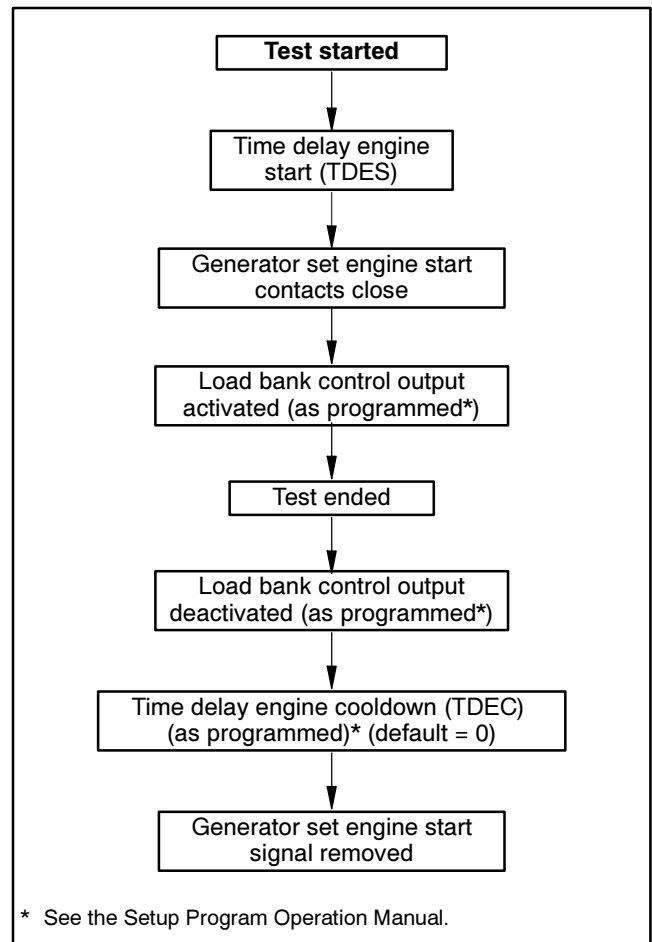 Test started
Time delay engine
start (TDES)
Generator set engine start
contacts close
Load bank control output
activated (as programmed*)
Test ended
Load bank control output
deactivated (as programmed*)
Time delay engine cooldown (TDEC)
(as programmed)* (default = 0)
Generator set engine start
signal removed
* See the Setup Program Operation Manual.